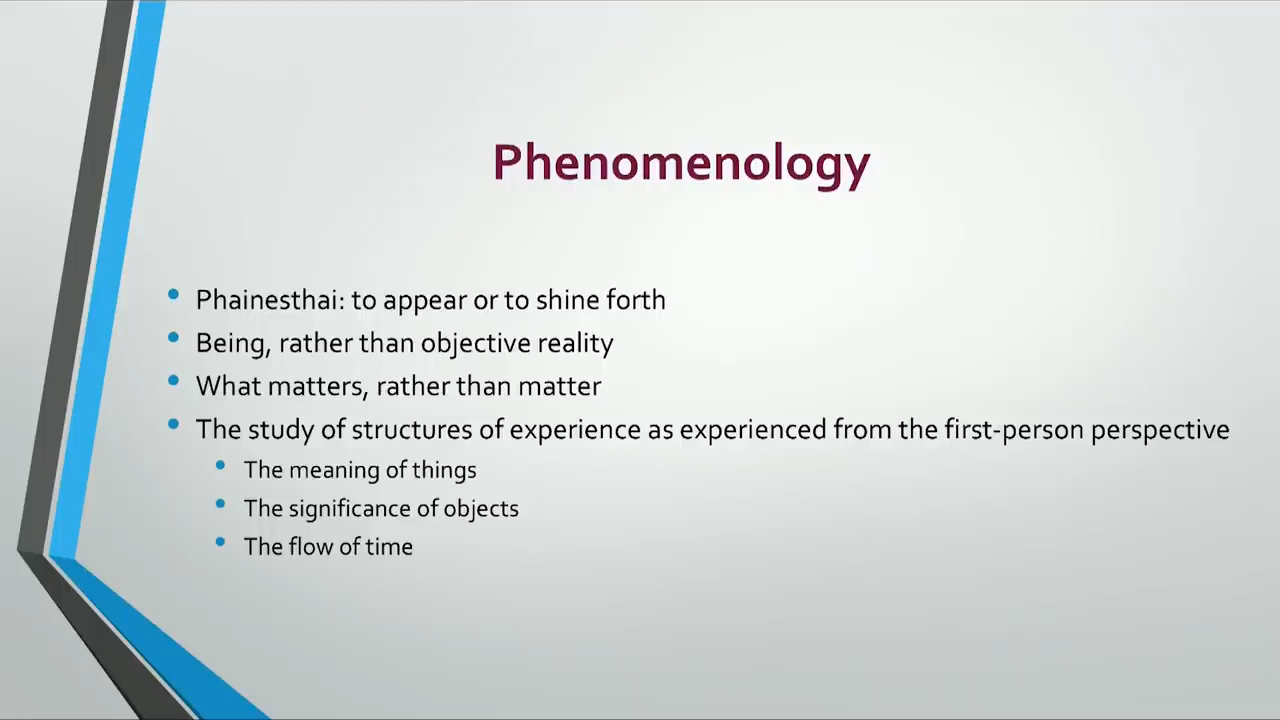 Phenomenology
Phainesthai: to appear or to shine forth
Being, rather than objective reality
What matters, rather than matter
The study of structures of experience as experienced from the first-person perspective
The meaning of things
The significance of objects
The flow of time